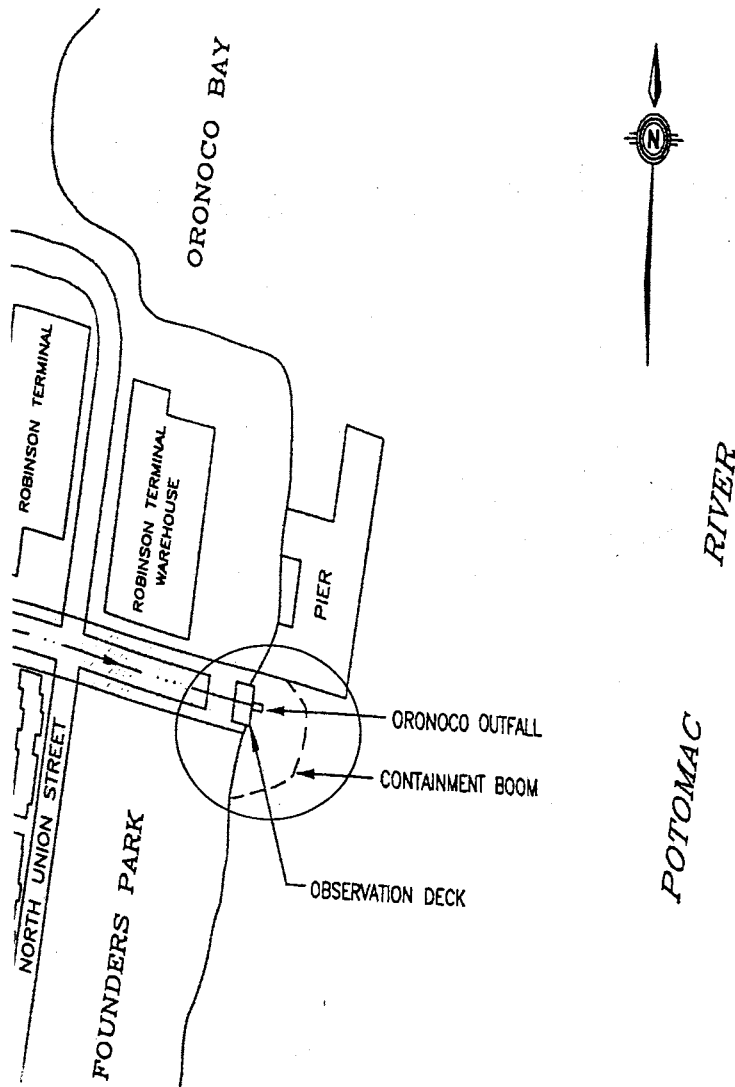 ORONOCO BAY
N
ROBINSON TERMINAL
ROBINSON TERMINAL
WAREHOUSE
PIER
RIVER
POTOMAC
ORONOCO OUTFALL
CONTAINMENT BOOM
OBSERVATION DECK
NORTH UNION STREET
FOUNDERS PARK